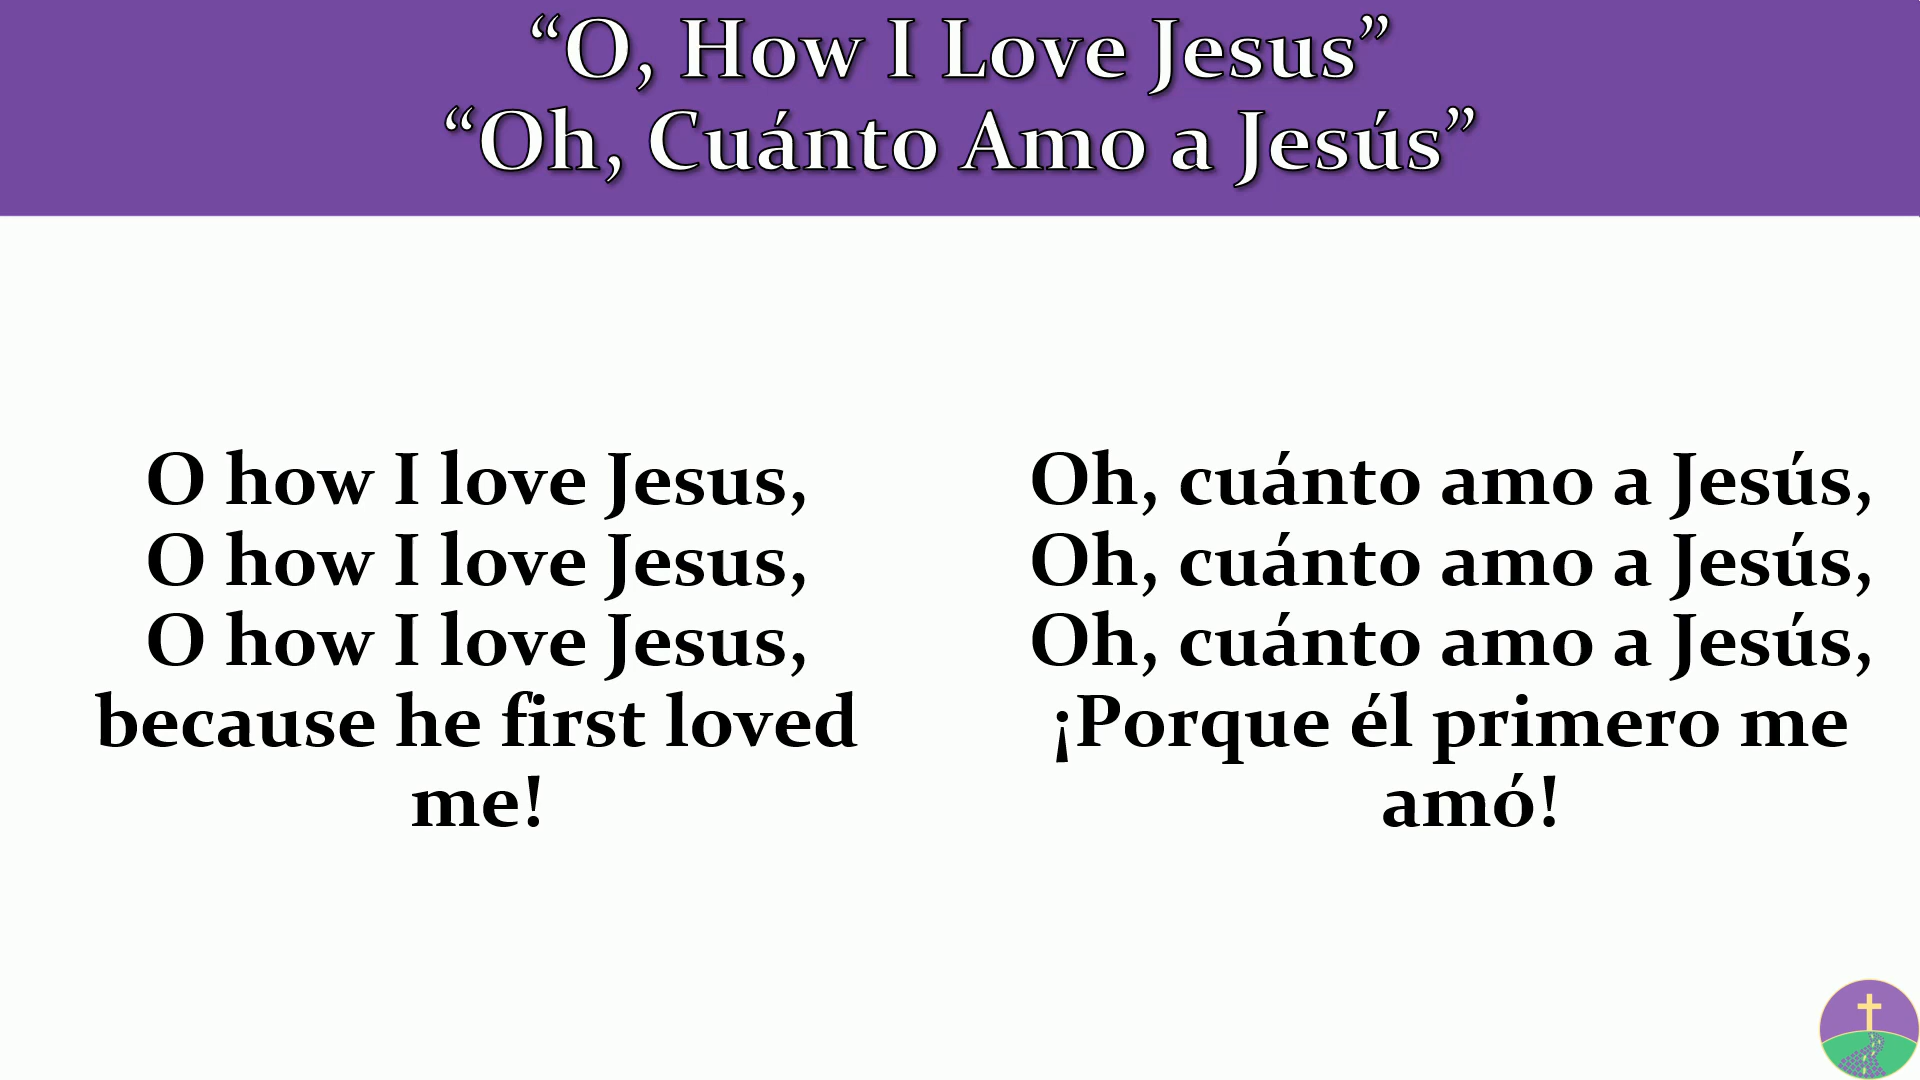 “O, How I Love Jesus”
“Oh, Cuánto Amo a Jesús”
O how I love Jesus,
O how I love Jesus,
O how I love Jesus,
because he first loved
me!
Oh, cuánto amo a Jesús,
Oh, cuánto amo a Jesús,
Oh, cuánto amo a Jesús,
¡Porque él primero me
amó!